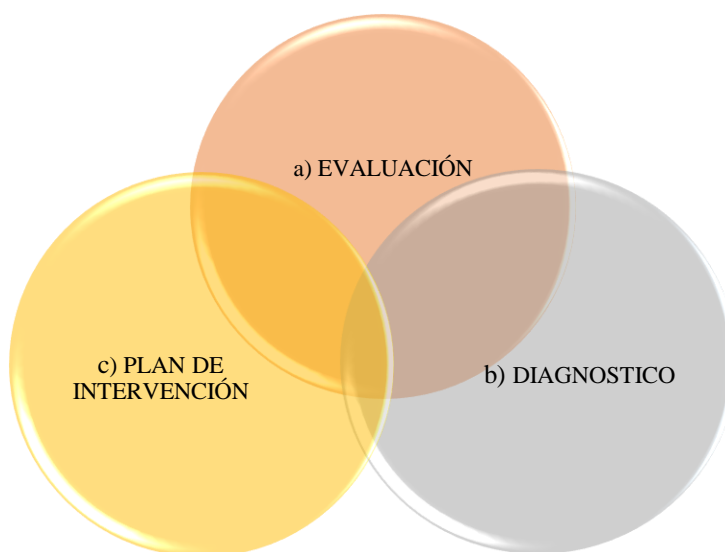 a) EVALUACIÓN
c) PLAN DE
INTERVENCIÓN
b) DIAGNOSTICO